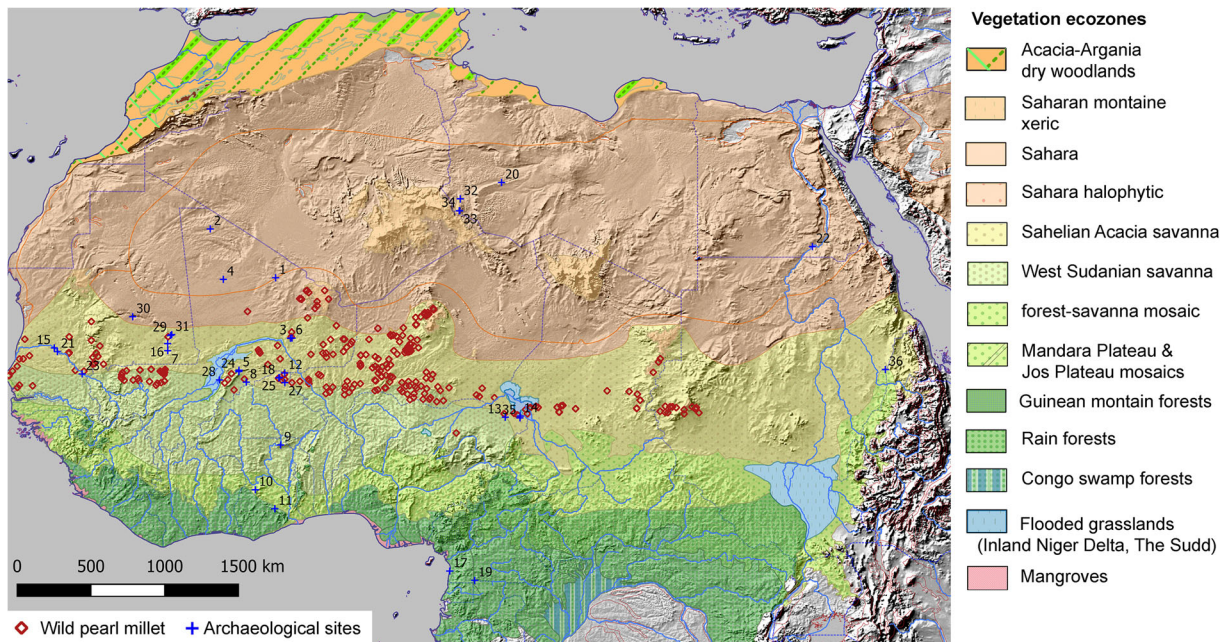 Vegetation ecozones
Acacia-Argania
dry woodlands
Saharan montaine
xeric
Sahara
Sahara halophytic
Sahelian Acacia savanna
West Sudanian savanna
forest-savanna mosaic
Mandara Plateau &
Jos Plateau mosaics
Guinean montain forests
Rain forests
Congo swamp forests
Flooded grasslands
(Inland Niger Delta, The Sudd)
Mangroves
20
32
34
33
2
22
4
1
30
29
31
3
6
15
21
16
7
36
23
24
5
18
12
28
8
25
27
13
35
14
9
10
11
17
19
0 500 1000 1500 km
Wild pearl millet
Archaeological sites